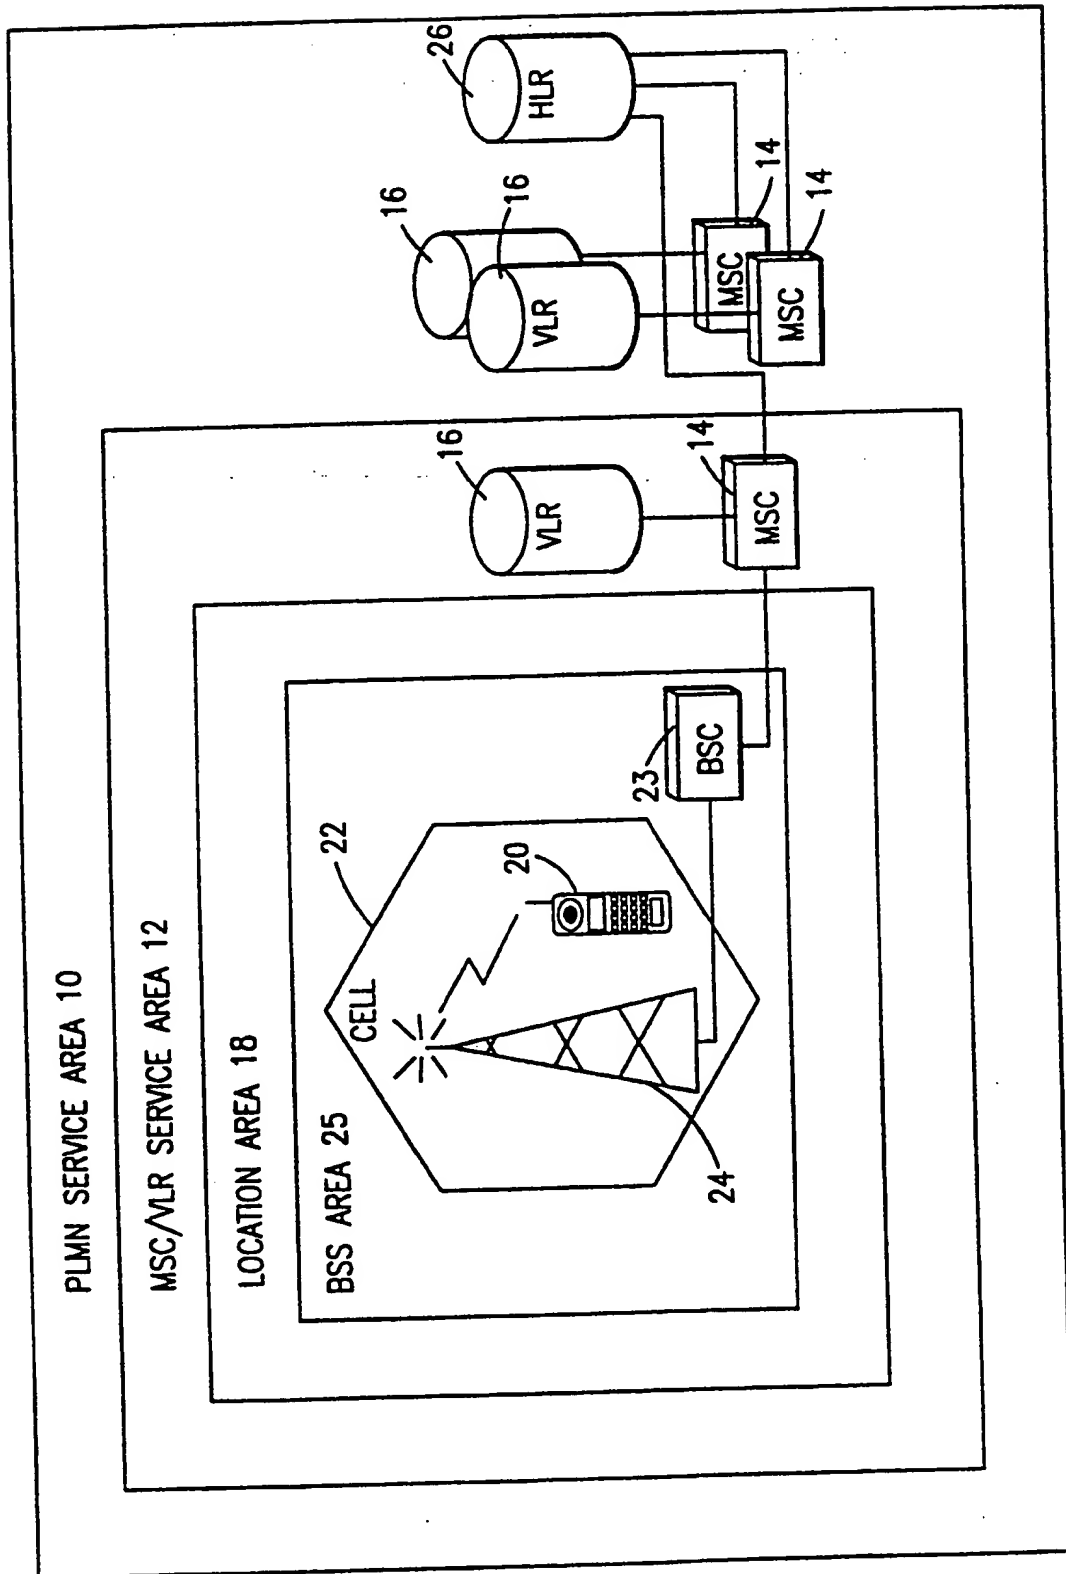 PLMN SERVICE AREA 10
MSC/VLR SERVICE AREA 12
LOCATION AREA 18
BSS AREA 25
CELL
22
20
24
23
BSC
16
VLR
14
MSC
16
16
VLR
MSC
14
MSC
14
26
HLR